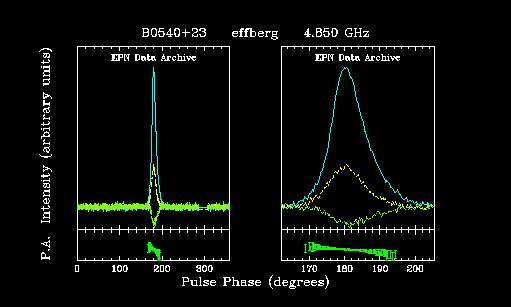 B0540+23 effberg 4.850 GHz
EPN Data Archive EPN Data Archive
Intensity (arbitrary units)
P.A.
0 100 200 300 170 180 190 200
Pulse Phase (degrees)